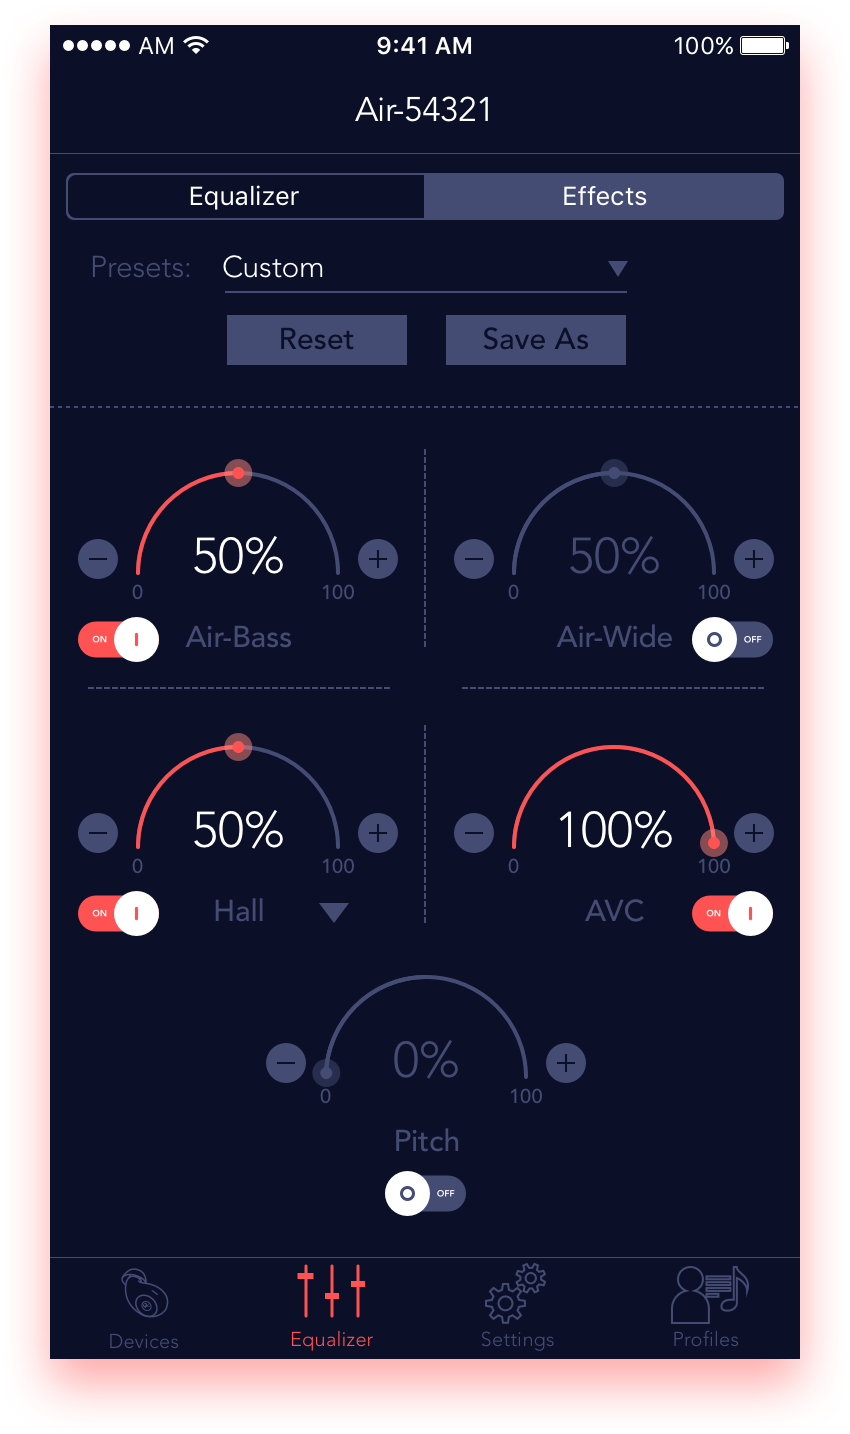 AM 9:41 AM 100%
Air-54321
Equalizer Effects
Presets: Custom
Reset Save As
50% 50%
0 100 0 100
ON Air-Bass Air-Wide OFF
50% 100%
0 100 0 100
ON Hall AVC ON
0%
0 100
Pitch
OFF
Devices Equalizer Settings Profiles